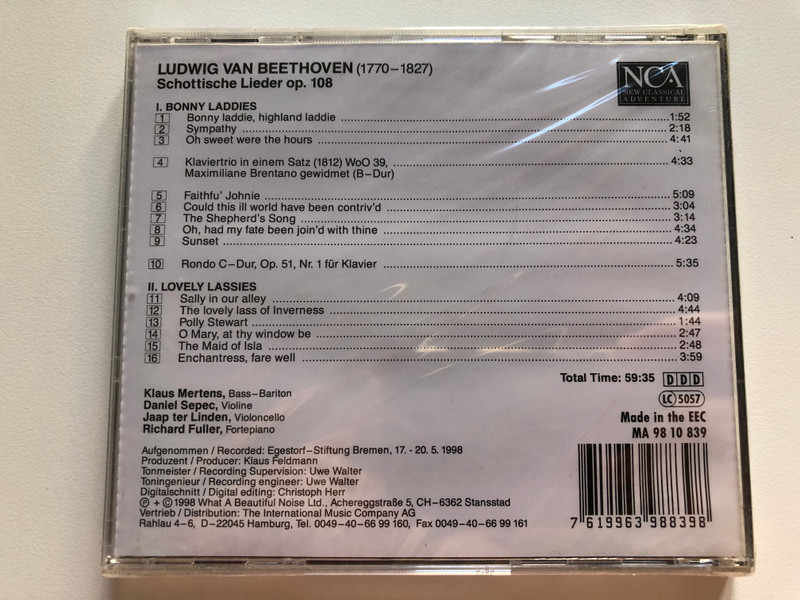 LUDWIG VAN BEETHOVEN (1770–1827)
Schottische Lieder op. 108
NCA
NEW CLASSICAL
ADVENTURE
I. BONNY LADDIES
1 Bonny laddie, highland laddie 1:52
2 Sympathy 2:18
3 Oh sweet were the hours 4:41
4 Klaviertrio in einem Satz (1812) WoO 39, 4:33
Maximiliane Brentano gewidmet (B–Dur)
5 Faithfu' Johnie 5:09
6 Could this ill world have been contriv'd 3:04
7 The Shepherd's Song 3:14
8 Oh, had my fate been join'd with thine 4:34
9 Sunset 4:23
10 Rondo C–Dur, Op. 51, Nr. 1 für Klavier 5:35
II. LOVELY LASSIES
11 Sally in our alley 4:09
12 The lovely lass of Inverness 4:44
13 Polly Stewart 1:44
14 O Mary, at thy window be 2:47
15 The Maid of Isla 2:48
16 Enchantress, fare well 3:59
Total Time: 59:35 DDD
LC 5057
Made in the EEC
MA 98 10 839
Klaus Mertens, Bass–Bariton
Daniel Sepec, Violine
Jaap ter Linden, Violoncello
Richard Fuller, Fortepiano
Aufgenommen / Recorded: Egestorf–Stiftung Bremen, 17. - 20. 5. 1998
Produzent / Producer: Klaus Feldmann
Tonmeister / Recording Supervision: Uwe Walter
Toningenieur / Recording engineer: Uwe Walter
Digitalschnitt / Digital editing: Christoph Herr
℗ + © 1998 What A Beautiful Noise Ltd., Achereggstraße 5, CH–6362 Stansstad
Vertrieb / Distribution: The International Music Company AG
Rahlau 4–6, D–22045 Hamburg, Tel. 0049–40–66 99 160, Fax 0049–40–66 99 161
7 619963 988398